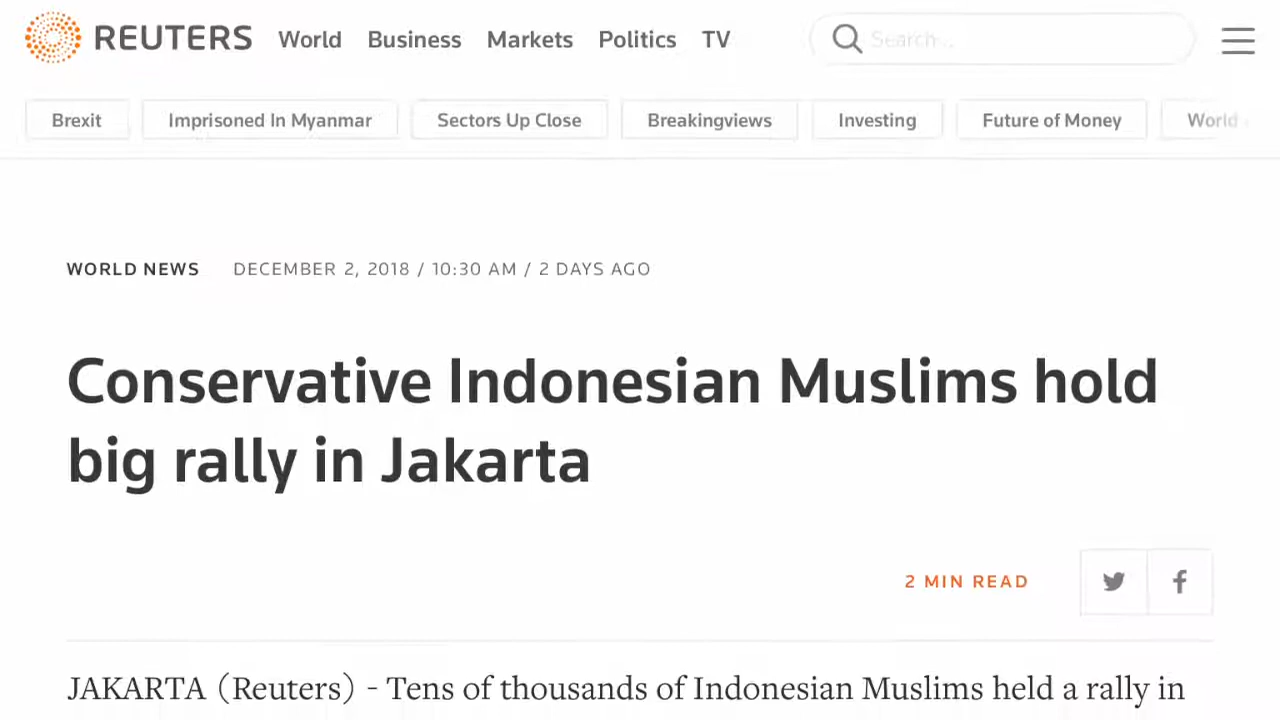 REUTERS World Business Markets Politics TV Search...
Brexit Imprisoned In Myanmar Sectors Up Close Breakingviews Investing Future of Money World
WORLD NEWS DECEMBER 2, 2018 / 10:30 AM / 2 DAYS AGO
Conservative Indonesian Muslims hold
big rally in Jakarta
2 MIN READ
JAKARTA (Reuters) - Tens of thousands of Indonesian Muslims held a rally in